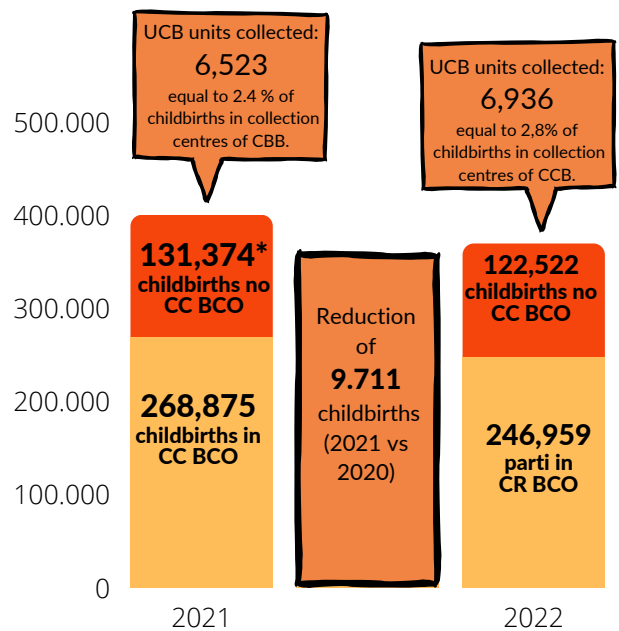 UCB units collected:
6,523
equal to 2.4 % of
childbirths in collection
centres of CBB.
UCB units collected:
6,936
equal to 2,8% of
childbirths in collection
centres of CCB.
500.000
400.000
300.000
200.000
100.000
0
131,374*
childbirths no
CC BCO
268,875
childbirths in
CC BCO
Reduction
of
9.711
childbirths
(2021 vs
2020)
122,522
childbirths no
CC BCO
246,959
parti in
CR BCO
2021
2022